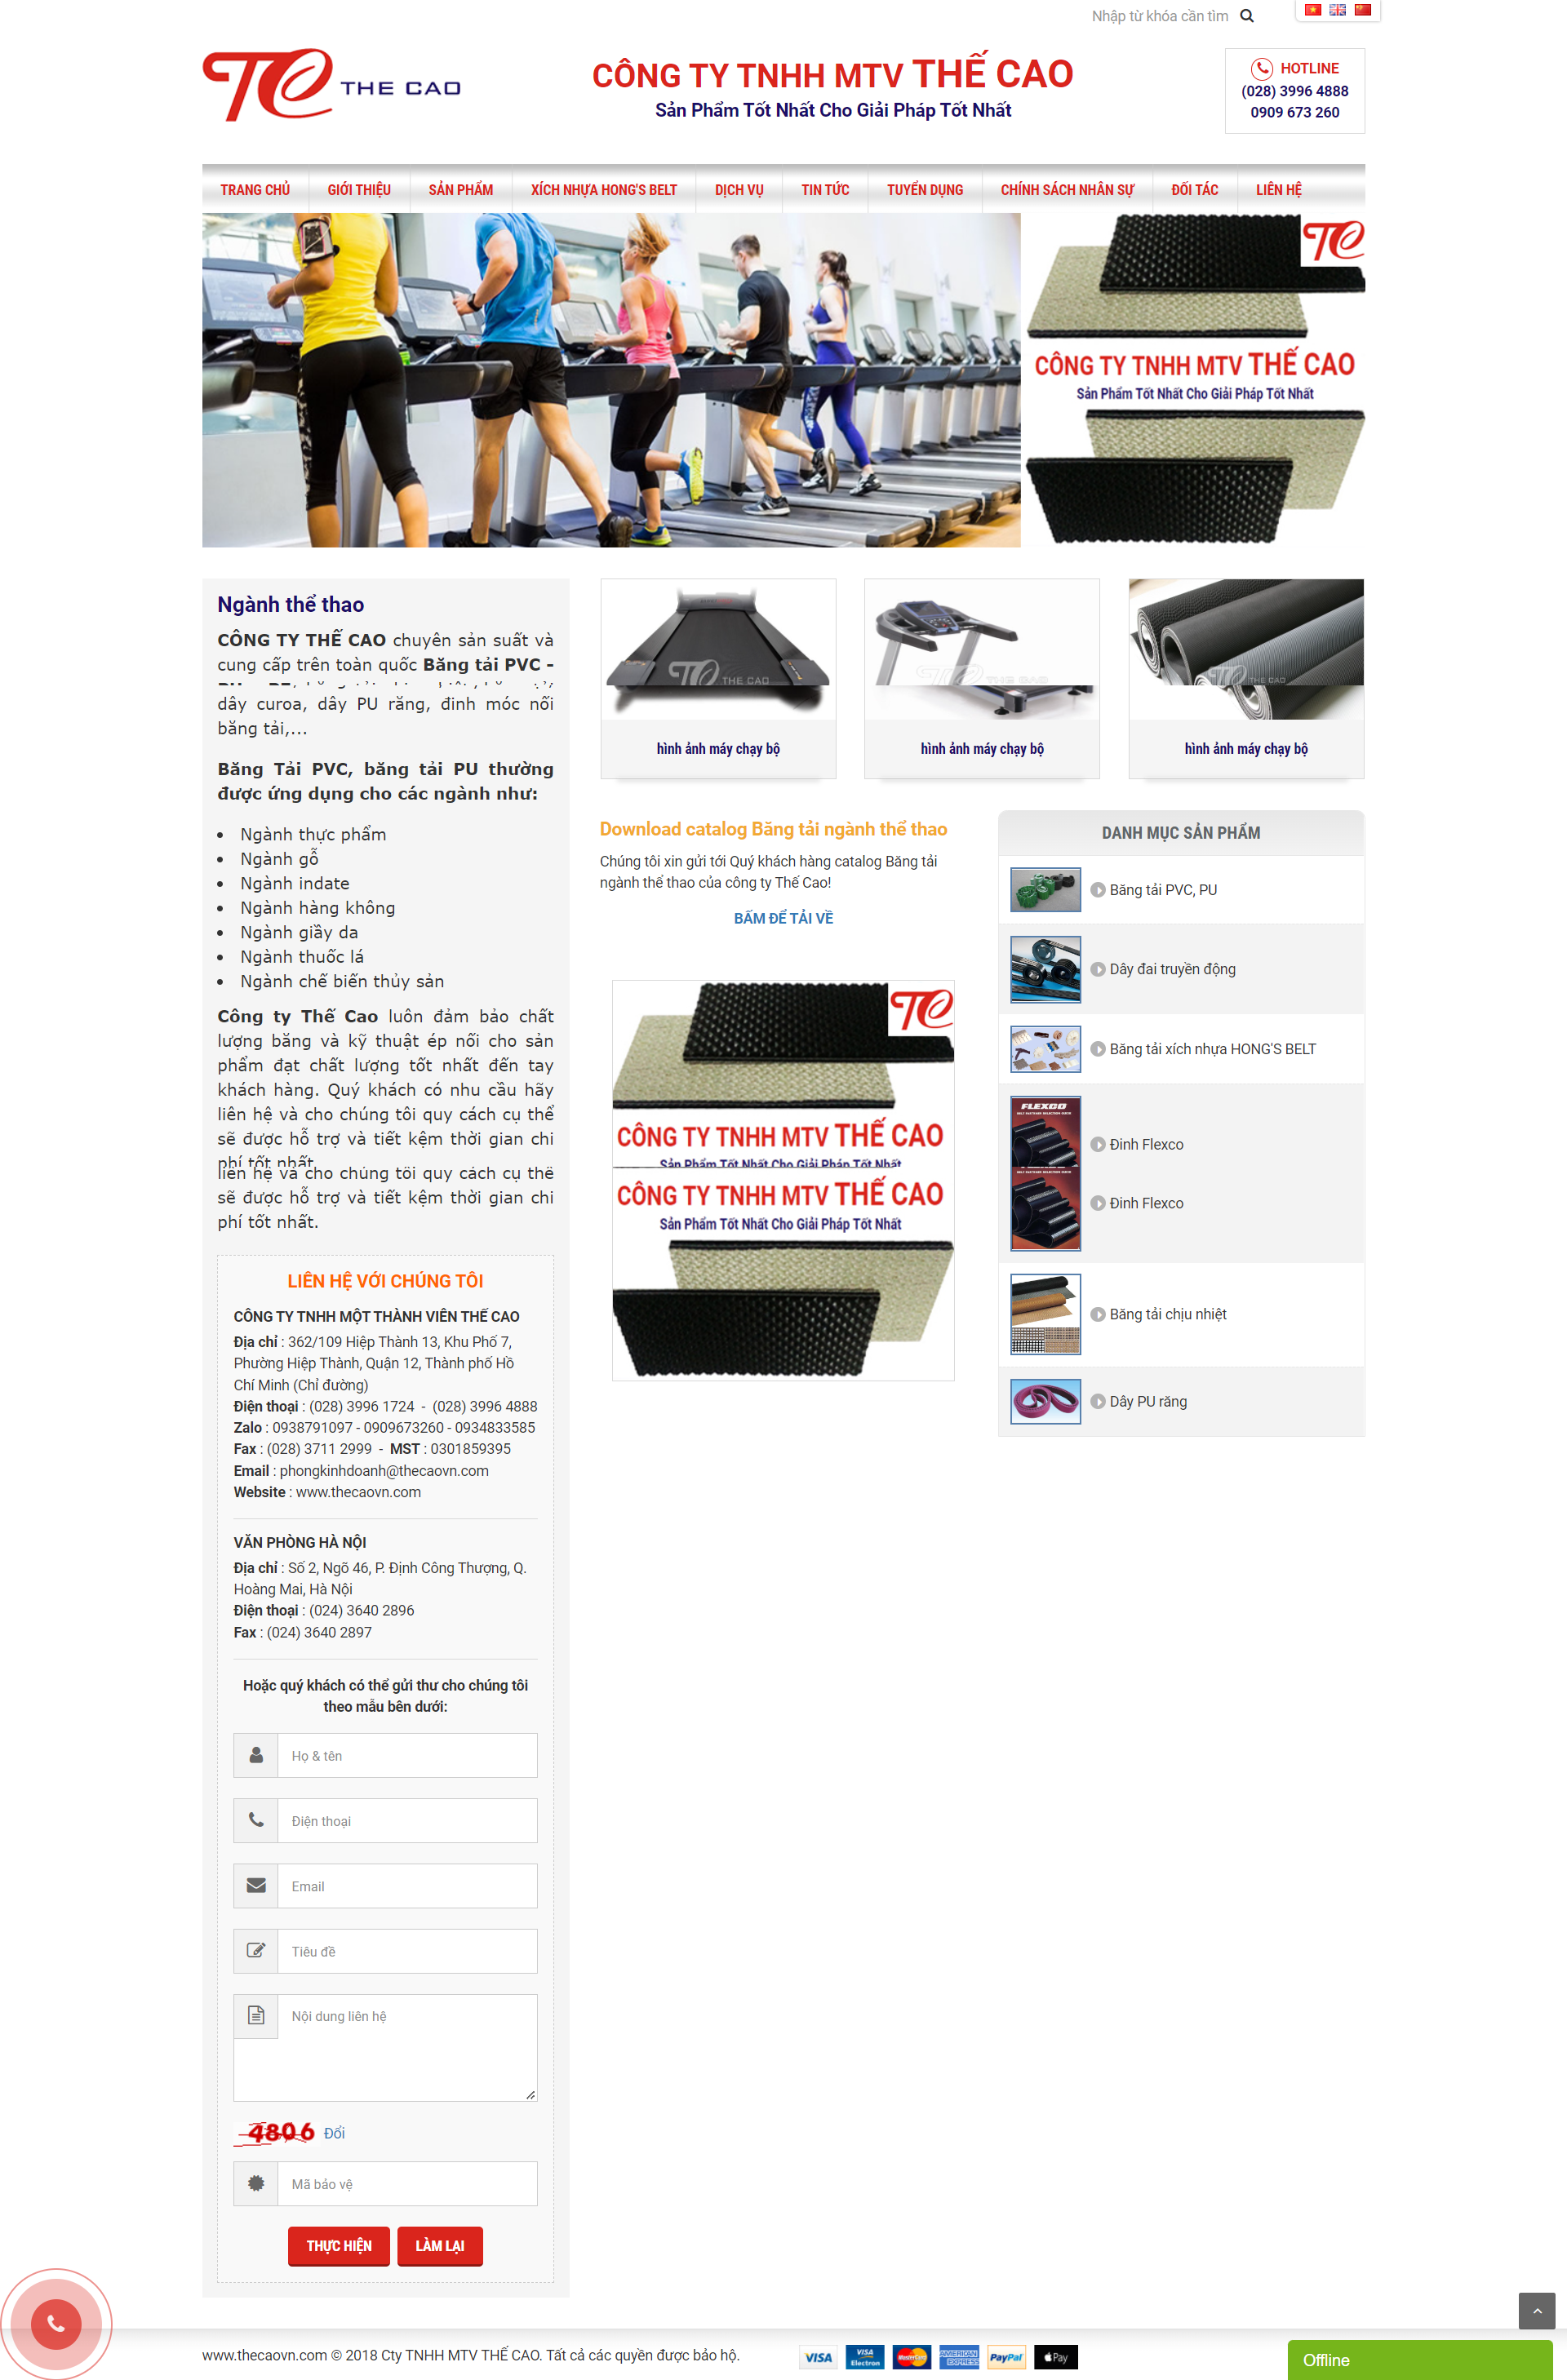 Nhập từ khóa cần tìm
THE CAO
CÔNG TY TNHH MTV THẾ CAO
Sản Phẩm Tốt Nhất Cho Giải Pháp Tốt Nhất
HOTLINE
(028) 3996 4888
0909 673 260
TRANG CHỦ GIỚI THIỆU SẢN PHẨM XÍCH NHỰA HONG'S BELT DỊCH VỤ TIN TỨC TUYỂN DỤNG CHÍNH SÁCH NHÂN SỰ ĐỐI TÁC LIÊN HỆ
CÔNG TY TNHH MTV THẾ CAO
Sản Phẩm Tốt Nhất Cho Giải Pháp Tốt Nhất
Ngành thể thao
CÔNG TY THẾ CAO chuyên sản suất và
cung cấp trên toàn quốc Băng tải PVC -
dây curoa, dây PU răng, đinh móc nối
băng tải,...
Băng Tải PVC, băng tải PU thường
được ứng dụng cho các ngành như:
Ngành thực phẩm
Ngành gỗ
Ngành indate
Ngành hàng không
Ngành giầy da
Ngành thuốc lá
Ngành chế biến thủy sản
Công ty Thế Cao luôn đảm bảo chất
lượng băng và kỹ thuật ép nối cho sản
phẩm đạt chất lượng tốt nhất đến tay
khách hàng. Quý khách có nhu cầu hãy
liên hệ và cho chúng tôi quy cách cụ thể
sẽ được hỗ trợ và tiết kệm thời gian chi
phí tốt nhất
liên hệ và cho chúng tôi quy cách cụ thể
sẽ được hỗ trợ và tiết kệm thời gian chi
phí tốt nhất.
THE CAO
THE CAO
THE CAO
hình ảnh máy chạy bộ
hình ảnh máy chạy bộ
hình ảnh máy chạy bộ
Download catalog Băng tải ngành thể thao
Chúng tôi xin gửi tới Quý khách hàng catalog Băng tải
ngành thể thao của công ty Thế Cao!
BẤM ĐỂ TẢI VỀ
CÔNG TY TNHH MTV THẾ CAO
Sản Phẩm Tốt Nhất Cho Giải Pháp Tốt Nhất
CÔNG TY TNHH MTV THẾ CAO
Sản Phẩm Tốt Nhất Cho Giải Pháp Tốt Nhất
DANH MỤC SẢN PHẨM
Băng tải PVC, PU
Dây đai truyền động
Băng tải xích nhựa HONG'S BELT
FLEXCO
Đinh Flexco
Đinh Flexco
Băng tải chịu nhiệt
Dây PU răng
LIÊN HỆ VỚI CHÚNG TÔI
CÔNG TY TNHH MỘT THÀNH VIÊN THẾ CAO
Địa chỉ : 362/109 Hiệp Thành 13, Khu Phố 7,
Phường Hiệp Thành, Quận 12, Thành phố Hồ
Chí Minh (Chỉ đường)
Điện thoại : (028) 3996 1724 - (028) 3996 4888
Zalo : 0938791097 - 0909673260 - 0934833585
Fax : (028) 3711 2999 - MST : 0301859395
Email : phongkinhdoanh@thecaovn.com
Website : www.thecaovn.com
VĂN PHÒNG HÀ NỘI
Địa chỉ : Số 2, Ngõ 46, P. Định Công Thượng, Q.
Hoàng Mai, Hà Nội
Điện thoại : (024) 3640 2896
Fax : (024) 3640 2897
Hoặc quý khách có thể gửi thư cho chúng tôi
theo mẫu bên dưới:
Họ & tên
Điện thoại
Email
Tiêu đề
Nội dung liên hệ
4806 Đổi
Mã bảo vệ
THỰC HIỆN LÀM LẠI
www.thecaovn.com © 2018 Cty TNHH MTV THẾ CAO. Tất cả các quyền được bảo hộ.
VISA VISA Electron MasterCard AMERICAN EXPRESS PayPal Pay
Offline